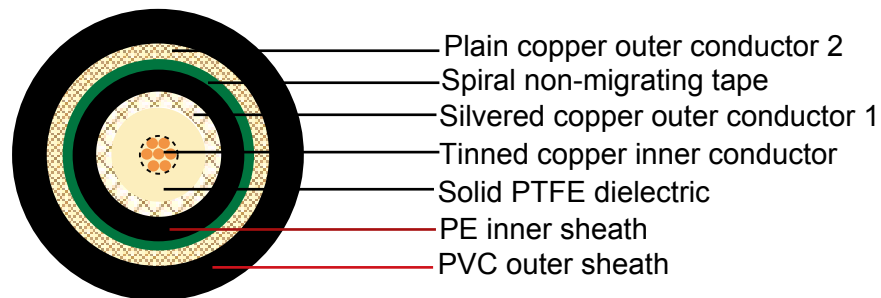 Plain copper outer conductor 2
Spiral non-migrating tape
Silvered copper outer conductor 1
Tinned copper inner conductor
Solid PTFE dielectric
PE inner sheath
PVC outer sheath